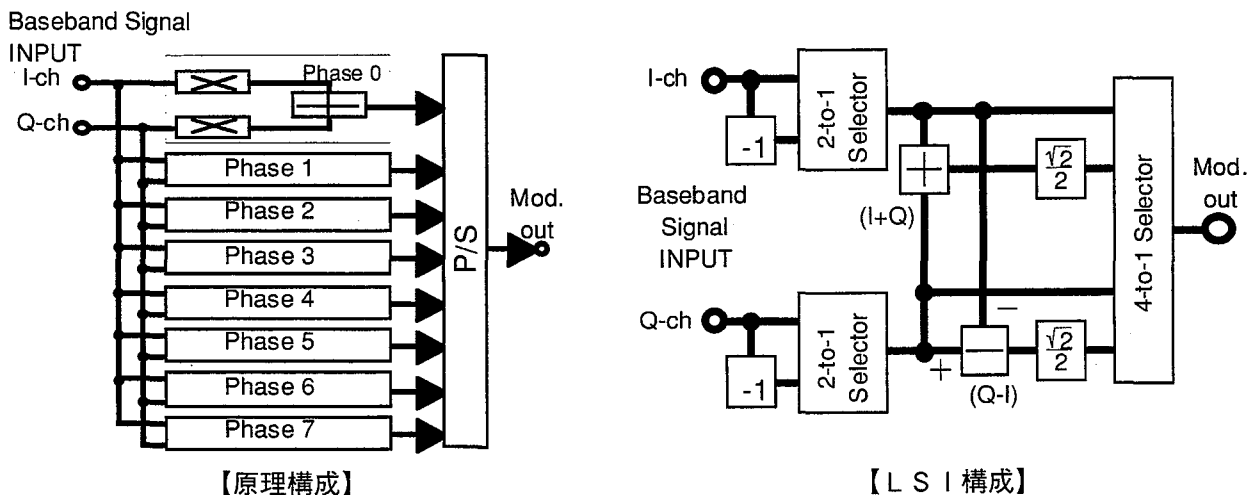 Baseband Signal
INPUT
I-ch
Q-ch
Phase 0
Phase 1
Phase 2
Phase 3
Phase 4
Phase 5
Phase 6
Phase 7
P/S
Mod.
out
【原理構成】
I-ch
-1
2-to-1
Selector
+
(I+Q)
√2
2
Baseband
Signal
INPUT
4-to-1 Selector
Mod.
out
Q-ch
-1
2-to-1
Selector
+
−
−
(Q-I)
√2
2
【ＬＳＩ構成】